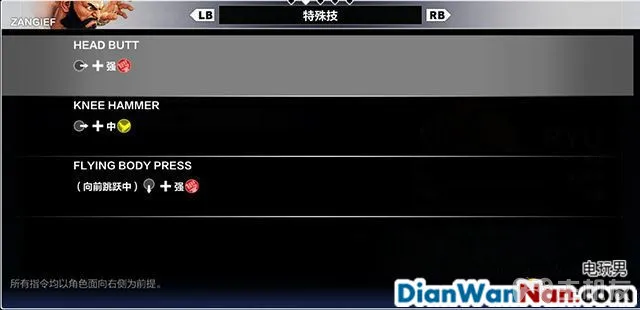 ZANGIEF
LB 特殊技 RB
HEAD BUTT
+ 强
KNEE HAMMER
+ 中
FLYING BODY PRESS
(向前跳跃中) + 强
所有指令均以角色面向右侧为前提。
电玩男
DianWanNan.com